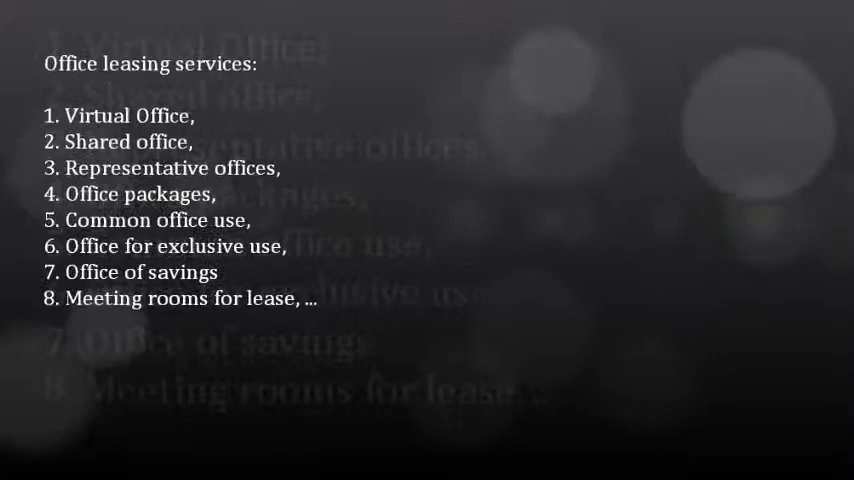 Office leasing services:
1. Virtual Office,
2. Shared office,
3. Representative offices,
4. Office packages,
5. Common office use,
6. Office for exclusive use,
7. Office of savings
8. Meeting rooms for lease, ...